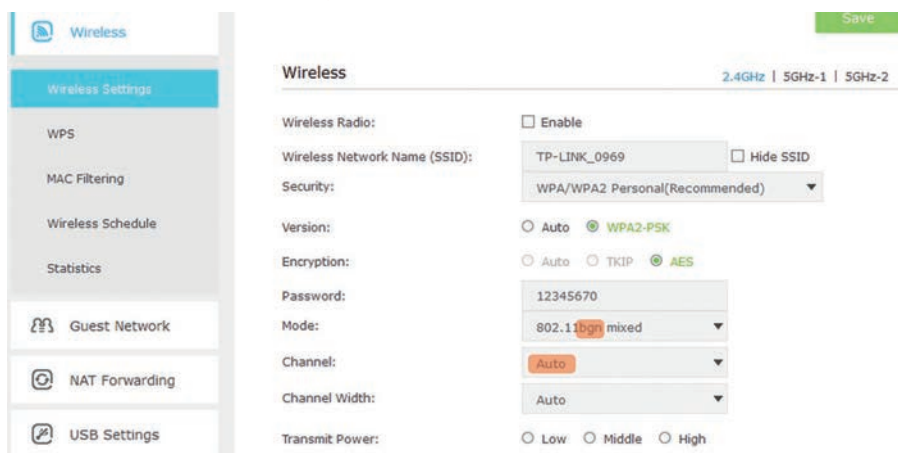 Save
Wireless
Wireless Settings
WPS
MAC Filtering
Wireless Schedule
Statistics
Guest Network
NAT Forwarding
USB Settings
Wireless
2.4GHz | 5GHz-1 | 5GHz-2
Wireless Radio: Enable
Wireless Network Name (SSID): TP-LINK_0969 Hide SSID
Security: WPA/WPA2 Personal(Recommended)
Version: Auto WPA2-PSK
Encryption: Auto TKIP AES
Password: 12345670
Mode: 802.11bgn mixed
Channel: Auto
Channel Width: Auto
Transmit Power: Low Middle High